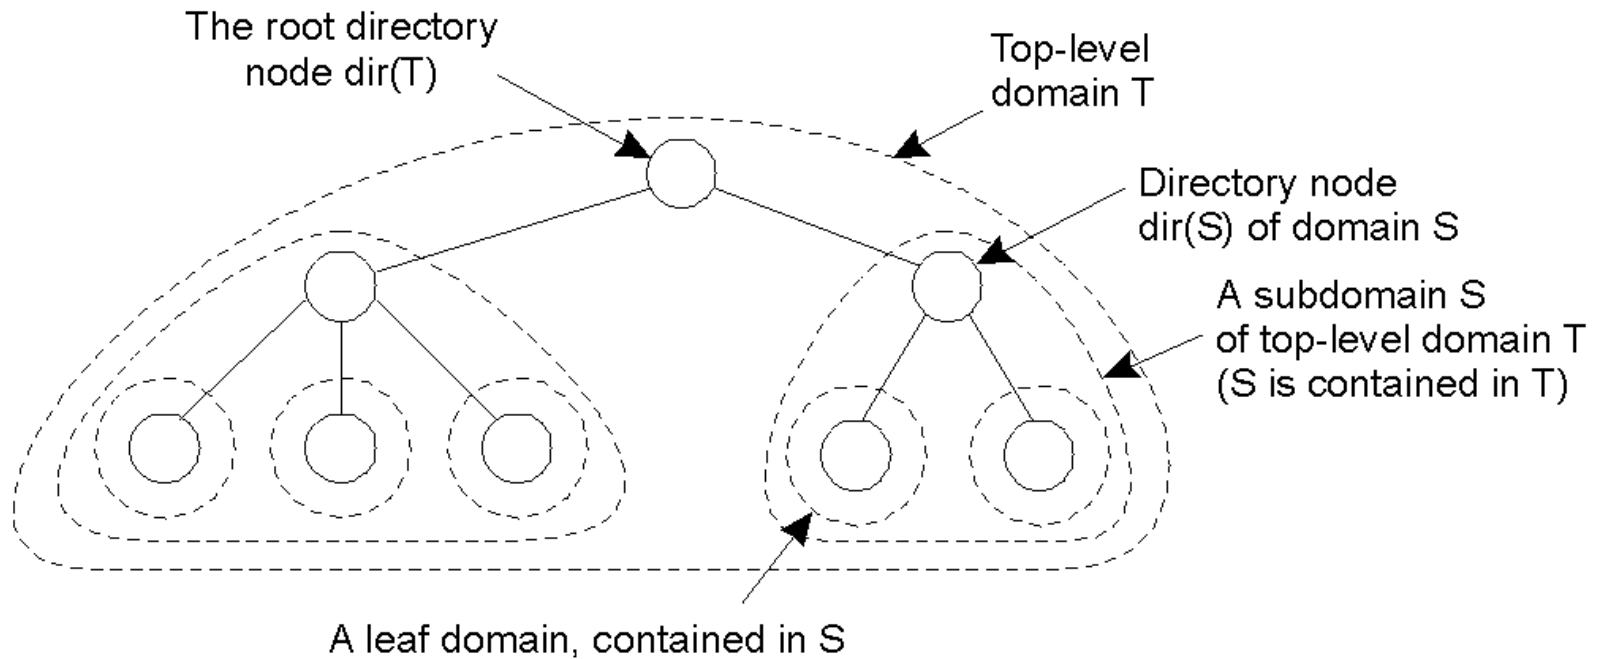 The root directory
node dir(T)
Top-level
domain T
Directory node
dir(S) of domain S
A subdomain S
of top-level domain T
(S is contained in T)
A leaf domain, contained in S